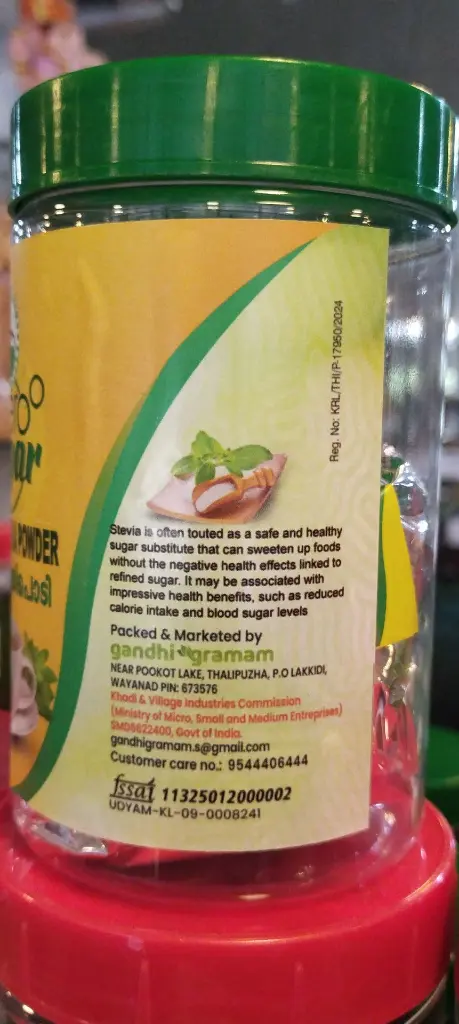 ar
POWDER
പൊടി
Reg. No: KRL/THI/P-17950/2024
Stevia is often touted as a safe and healthy
sugar substitute that can sweeten up foods
without the negative health effects linked to
refined sugar. It may be associated with
impressive health benefits, such as reduced
calorie intake and blood sugar levels
Packed & Marketed by
gandhi gramam
NEAR POOKOT LAKE, THALIPUZHA, P.O LAKKIDI,
WAYANAD PIN: 673576
Khadi & Village Industries Commission
(Ministry of Micro, Small and Medium Entreprises)
SMD6622400, Govt of India.
gandhigramam.s@gmail.com
Customer care no.: 9544406444
fssai 11325012000002
UDYAM-KL-09-0008241